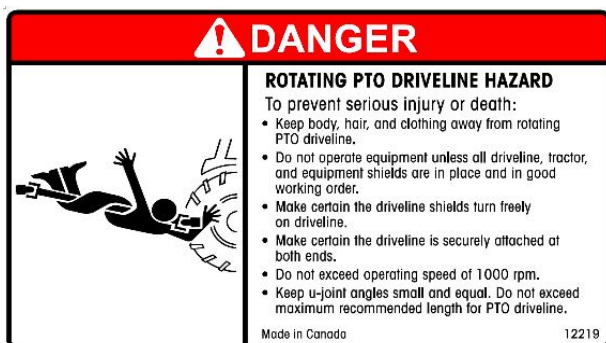 DANGER
ROTATING PTO DRIVELINE HAZARD
To prevent serious injury or death:
• Keep body, hair, and clothing away from rotating
PTO driveline.
• Do not operate equipment unless all driveline, tractor,
and equipment shields are in place and in good
working order.
• Make certain the driveline shields turn freely
on driveline.
• Make certain the driveline is securely attached at
both ends.
• Do not exceed operating speed of 1000 rpm.
• Keep u-joint angles small and equal. Do not exceed
maximum recommended length for PTO driveline.
Made in Canada 12219